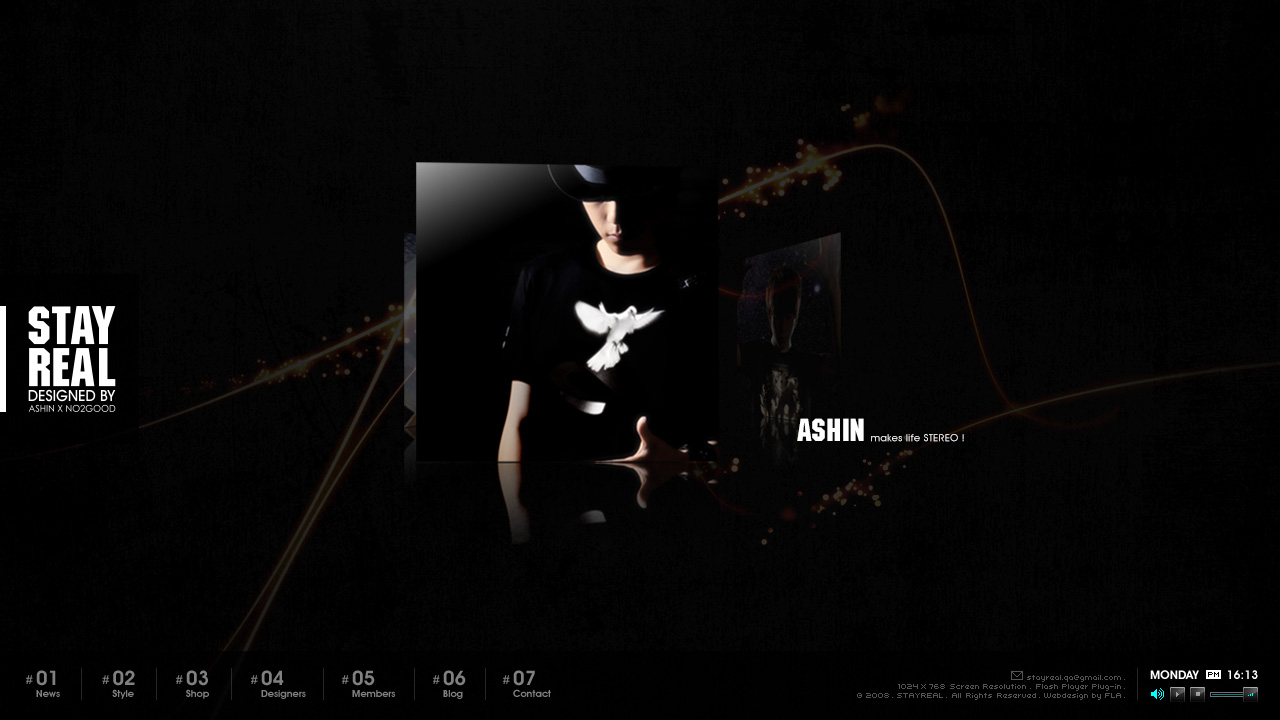 STAY
REAL
DESIGNED BY
ASHIN X NO2GOOD
ASHIN makes life STEREO !
# 01 # 02 # 03 # 04 # 05 # 06 # 07
News Style Shop Designers Members Blog Contact
stayreal.qa@gmail.com .
1024 X 768 Screen Resolution . Flash Player Plug-in .
© 2008 . STAYREAL . All Rights Reserved . Webdesign by FLA .
MONDAY PM 16:13